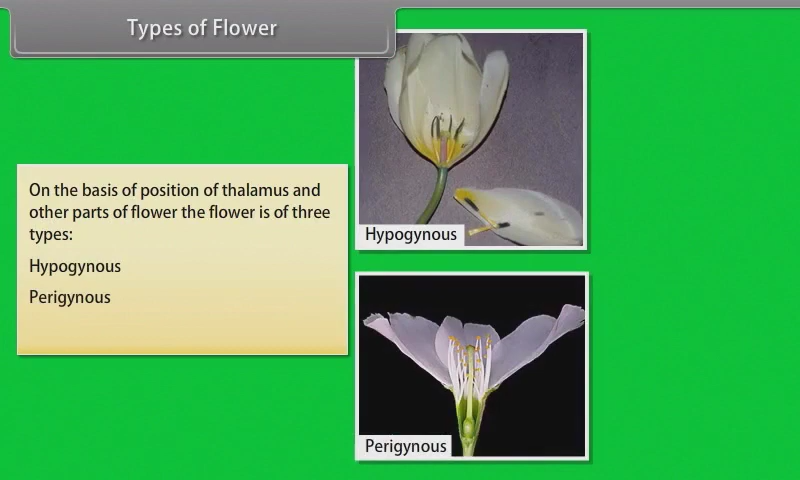 Types of Flower
On the basis of position of thalamus and
other parts of flower the flower is of three
types:
Hypogynous
Perigynous
Hypogynous
Perigynous